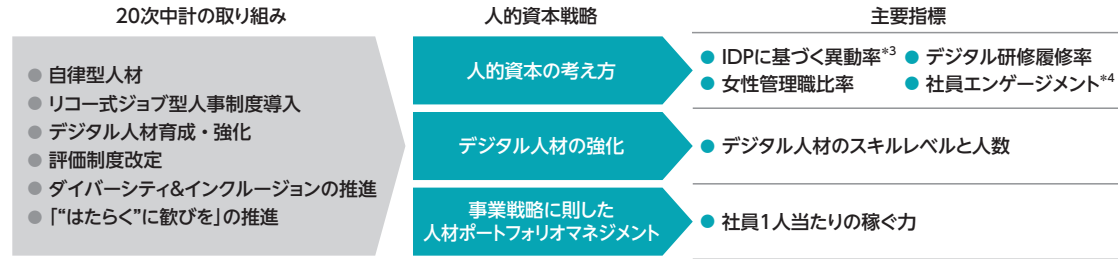 20次中計の取り組み
人的資本戦略
主要指標
● 自律型人材
● リコー式ジョブ型人事制度導入
● デジタル人材育成・強化
● 評価制度改定
● ダイバーシティ&インクルージョンの推進
● 「“はたらく”に歓びを」の推進
人的資本の考え方
● IDPに基づく異動率*3 ● デジタル研修履修率
● 女性管理職比率 ● 社員エンゲージメント*4
デジタル人材の強化
● デジタル人材のスキルレベルと人数
事業戦略に則した
人材ポートフォリオマネジメント
● 社員1人当たりの稼ぐ力